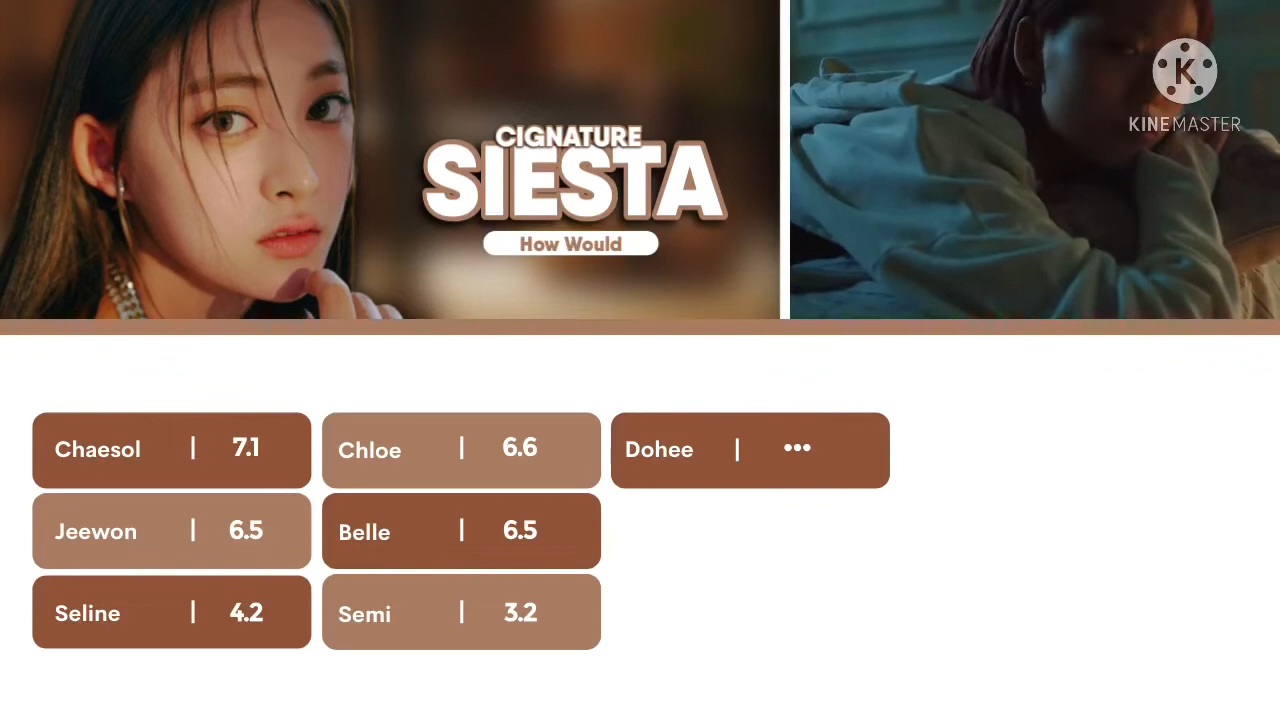 CIGNATURE
SIESTA
How Would
K
KINEMASTER
Chaesol | 7.1
Chloe | 6.6
Dohee | •••
Jeewon | 6.5
Belle | 6.5
Seline | 4.2
Semi | 3.2